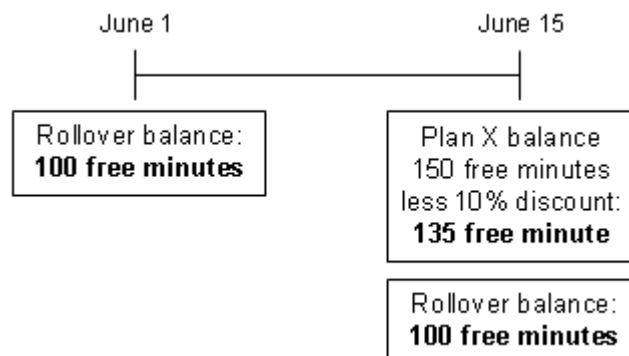 June 1
June 15
Rollover balance:
100 free minutes
Plan X balance
150 free minutes
less 10% discount:
135 free minute
Rollover balance:
100 free minutes